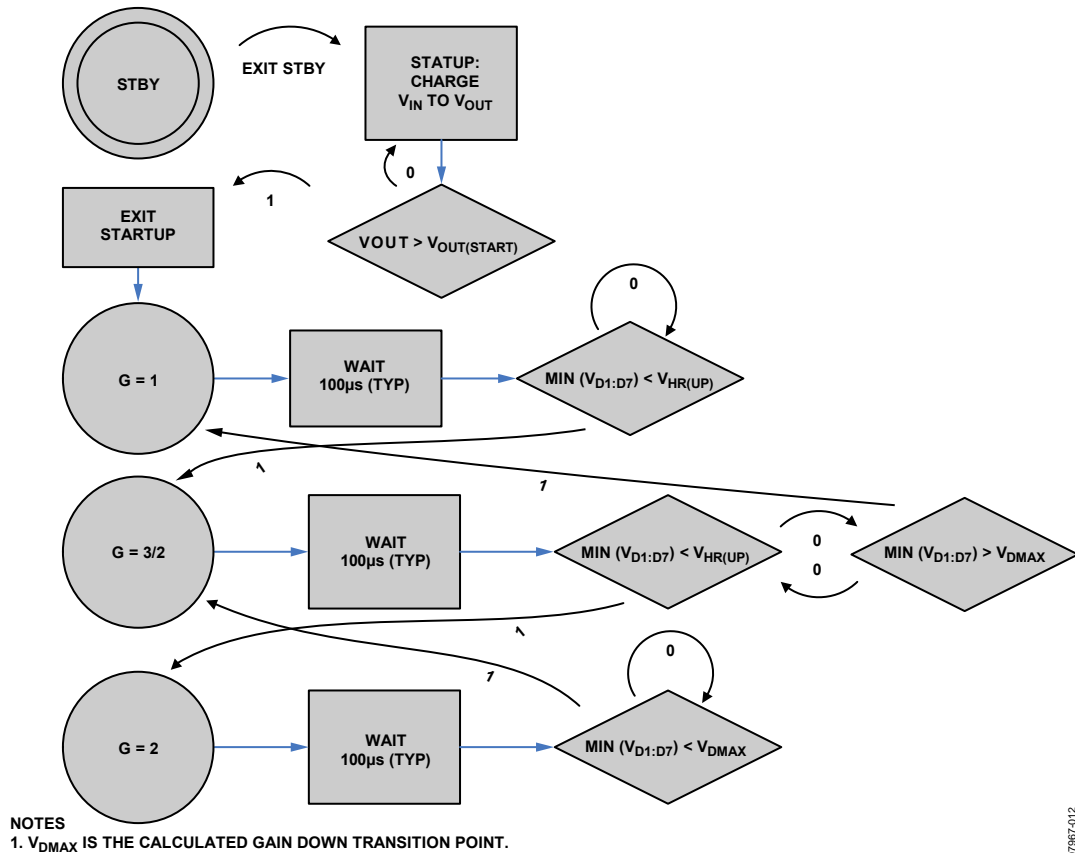 STBY
EXIT STBY
STATUP:
CHARGE
VIN TO VOUT
0
1
EXIT
STARTUP
VOUT > VOUT(START)
0
G = 1
WAIT
100µs (TYP)
MIN (VD1:D7) < VHR(UP)
1
1
G = 3/2
WAIT
100µs (TYP)
MIN (VD1:D7) < VHR(UP)
0
0
MIN (VD1:D7) > VDMAX
1
1
0
G = 2
WAIT
100µs (TYP)
MIN (VD1:D7) < VDMAX
NOTES
1. VDMAX IS THE CALCULATED GAIN DOWN TRANSITION POINT.
07967-012